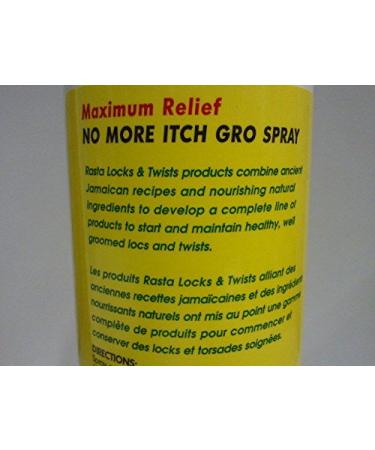 Maximum Relief
NO MORE ITCH GRO SPRAY
Rasta Locks & Twists products combine ancient
Jamaican recipes and nourishing natural
ingredients to develop a complete line of
products to start and maintain healthy, well
groomed locs and twists.
Les produits Rasta Locks & Twists alliant des
anciennes recettes jamaïcaines et des ingrédients
nourrissants naturels ont mis au point une gamme
complète de produits pour commencer et
conserver des locks et torsades soignées.
DIRECTIONS: